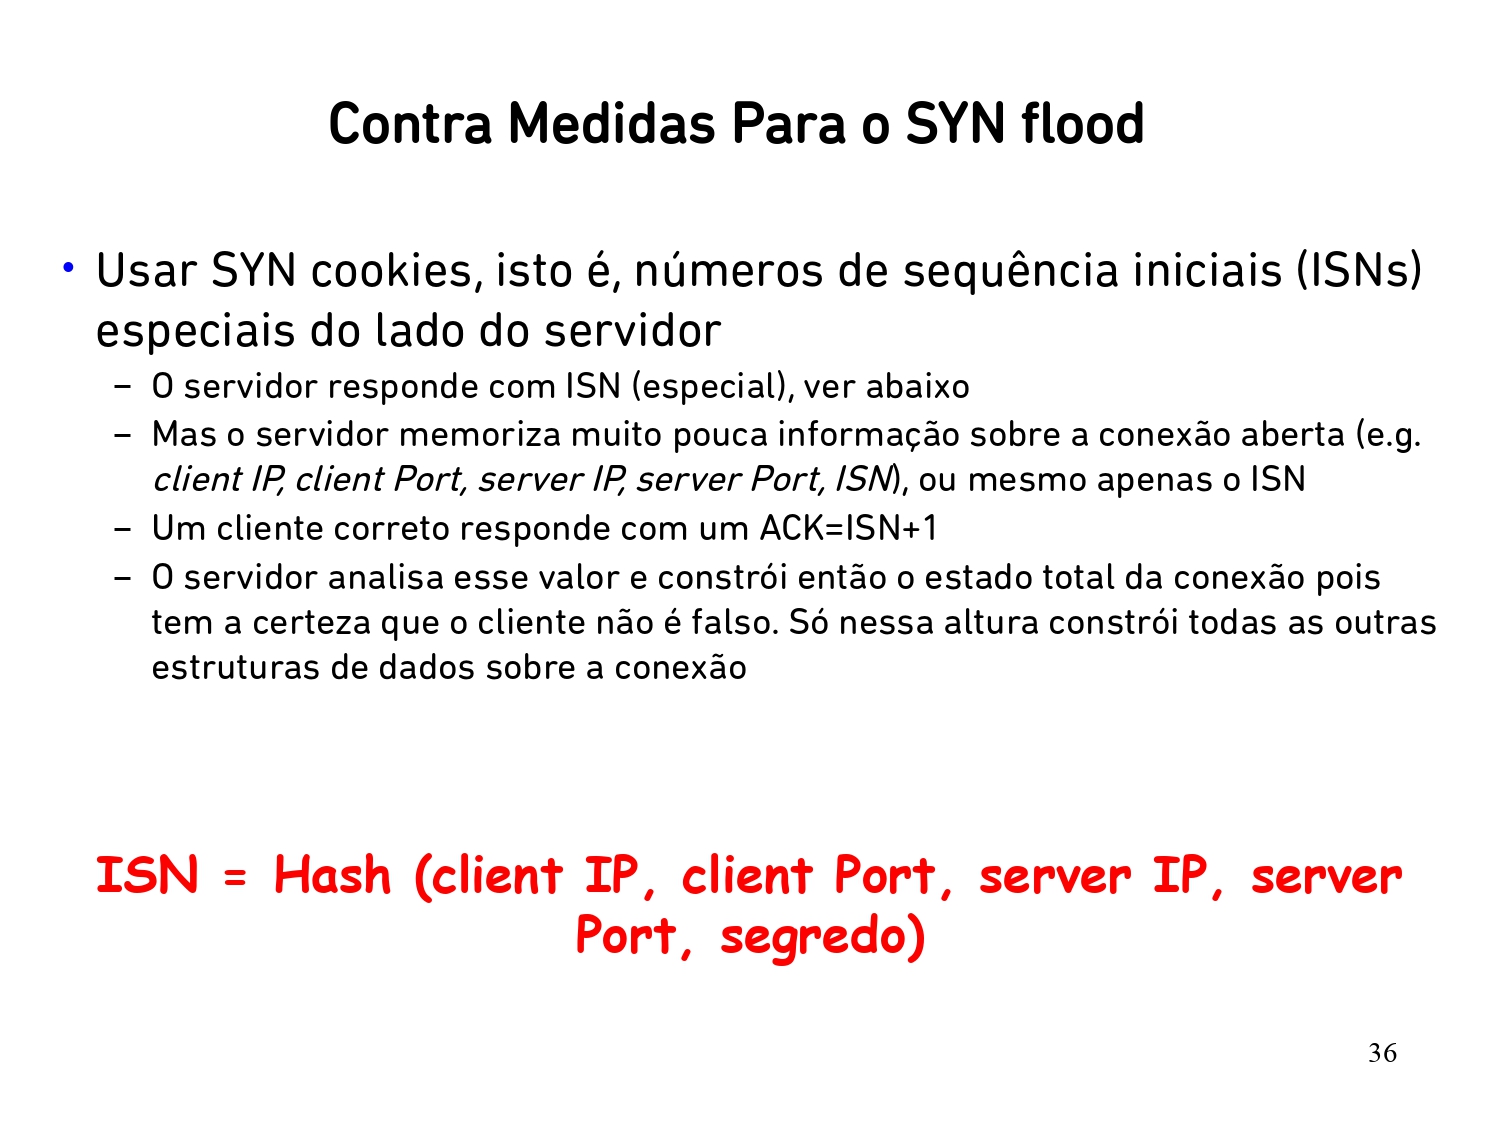 Contra Medidas Para o SYN flood
• Usar SYN cookies, isto é, números de sequência iniciais (ISNs)
especiais do lado do servidor
– O servidor responde com ISN (especial), ver abaixo
– Mas o servidor memoriza muito pouca informação sobre a conexão aberta (e.g.
client IP, client Port, server IP, server Port, ISN), ou mesmo apenas o ISN
– Um cliente correto responde com um ACK=ISN+1
– O servidor analisa esse valor e constrói então o estado total da conexão pois
tem a certeza que o cliente não é falso. Só nessa altura constrói todas as outras
estruturas de dados sobre a conexão
ISN = Hash (client IP, client Port, server IP, server
Port, segredo)
36